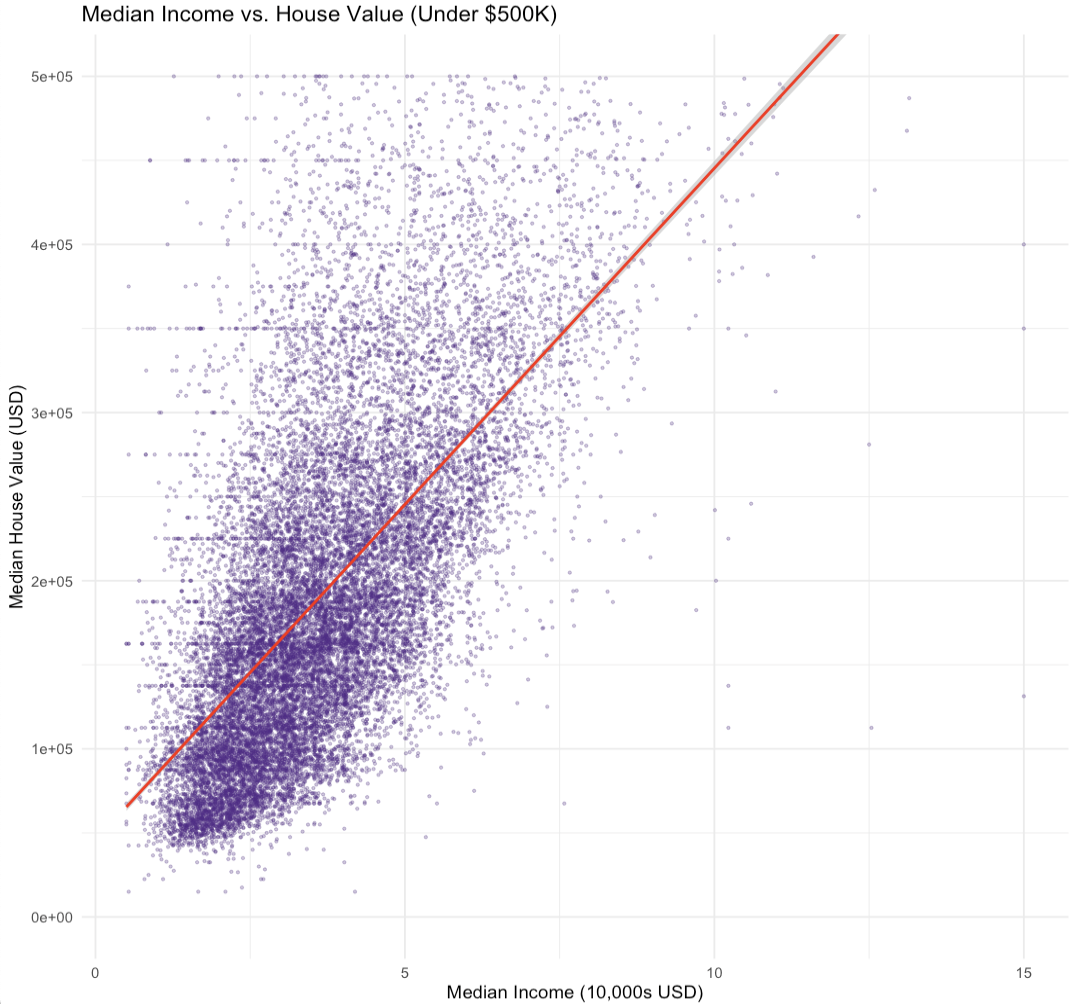 Median Income vs. House Value (Under $500K)
Median House Value (USD)
5e+05
4e+05
3e+05
2e+05
1e+05
0e+00
0 5 10 15
Median Income (10,000s USD)